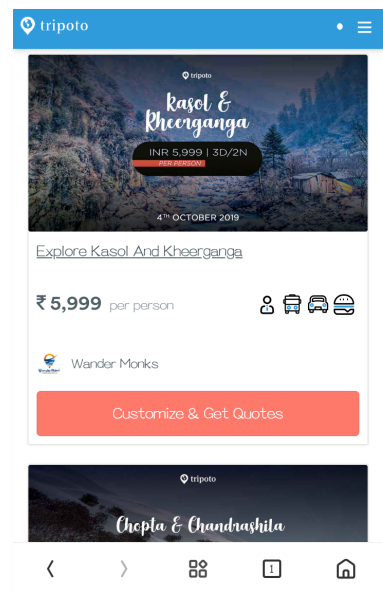 tripoto
tripoto
Kasol &
Kheerganga
INR 5,999 | 3D/2N
PER PERSON
4TH OCTOBER 2019
Explore Kasol And Kheerganga
₹ 5,999 per person
Wander Monks
Customize & Get Quotes
tripoto
Chopta & Chandrashila
1